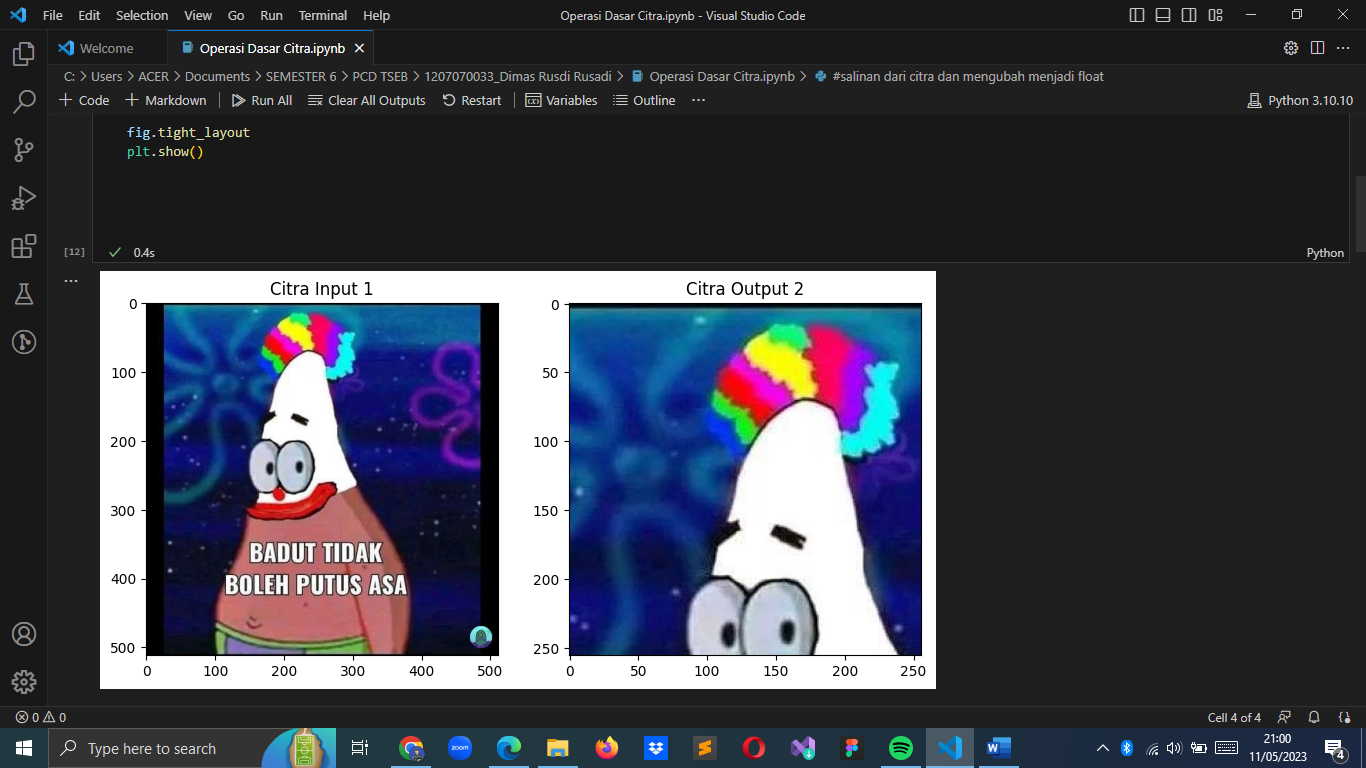 File Edit Selection View Go Run Terminal Help
Operasi Dasar Citra.ipynb - Visual Studio Code
Welcome
Operasi Dasar Citra.ipynb
C: > Users > ACER > Documents > SEMESTER 6 > PCD TSEB > 1207070033_Dimas Rusdi Rusadi > Operasi Dasar Citra.ipynb > #salinan dari citra dan mengubah menjadi float
+ Code + Markdown | Run All Clear All Outputs Restart | Variables Outline ... Python 3.10.10
fig.tight_layout
plt.show()
[12] 0.4s Python
...
Citra Input 1
0
100
200
300
400
500
0 100 200 300 400 500
BADUT TIDAK
BOLEH PUTUS ASA
Citra Output 2
0
50
100
150
200
250
0 50 100 150 200 250
0 0 Cell 4 of 4
Type here to search
zoom
21:00
11/05/2023
4